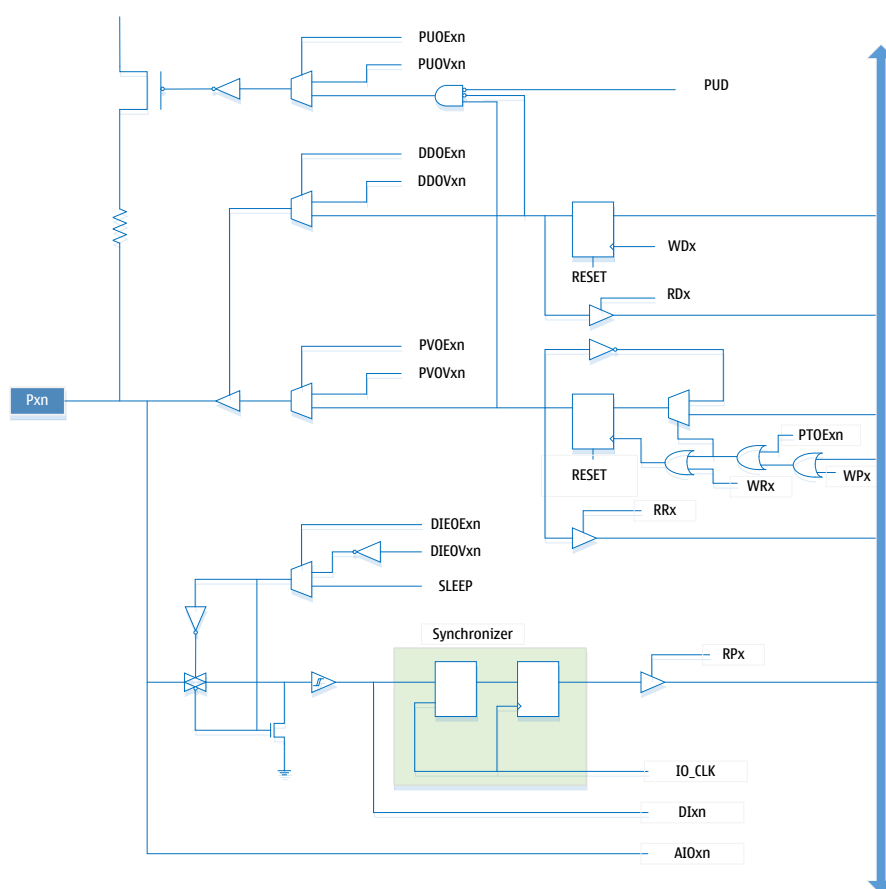 PUOExn
PUOVxn
PUD
DDOExn
DDOVxn
WDx
RESET
RDx
PVOExn
PVOVxn
Pxn
PTOExn
RESET
WRx
WPx
RRx
DIEOExn
DIEOVxn
SLEEP
Synchronizer
RPx
IO_CLK
DIxn
AIOxn